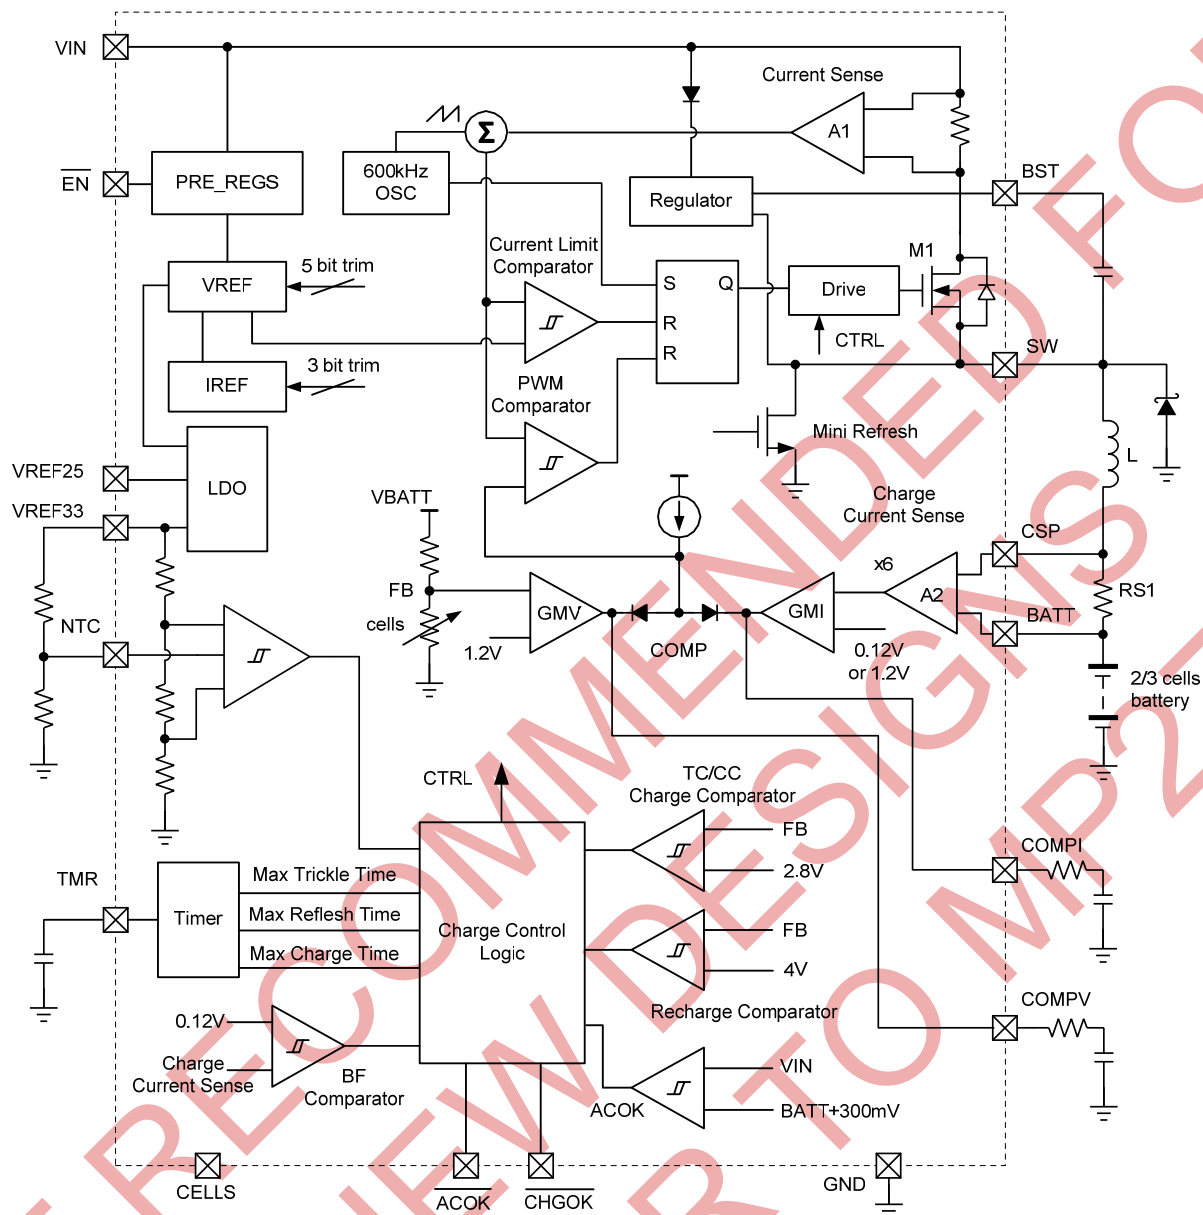 VIN
Current Sense
A1
Σ
EN
PRE_REGS
600kHz
OSC
Regulator
BST
5 bit trim
VREF
Current Limit
Comparator
S
Q
R
R
Drive
M1
CTRL
SW
3 bit trim
IREF
PWM
Comparator
Mini Refresh
L
VREF25
LDO
VREF33
VBATT
Charge
Current Sense
CSP
x6
A2
RS1
FB
GMV
GMI
cells
BATT
NTC
1.2V
COMP
0.12V
or 1.2V
2/3 cells
battery
CTRL
TC/CC
Charge Comparator
FB
2.8V
COMPI
TMR
Timer
Max Trickle Time
Max Reflesh Time
Max Charge Time
Charge Control
Logic
FB
4V
Recharge Comparator
COMPV
0.12V
Charge
Current Sense
BF
Comparator
VIN
ACOK
BATT+300mV
CELLS
ACOK
CHGOK
GND
RECOMMENDED FO
NEW DESIGNS
TO MP2